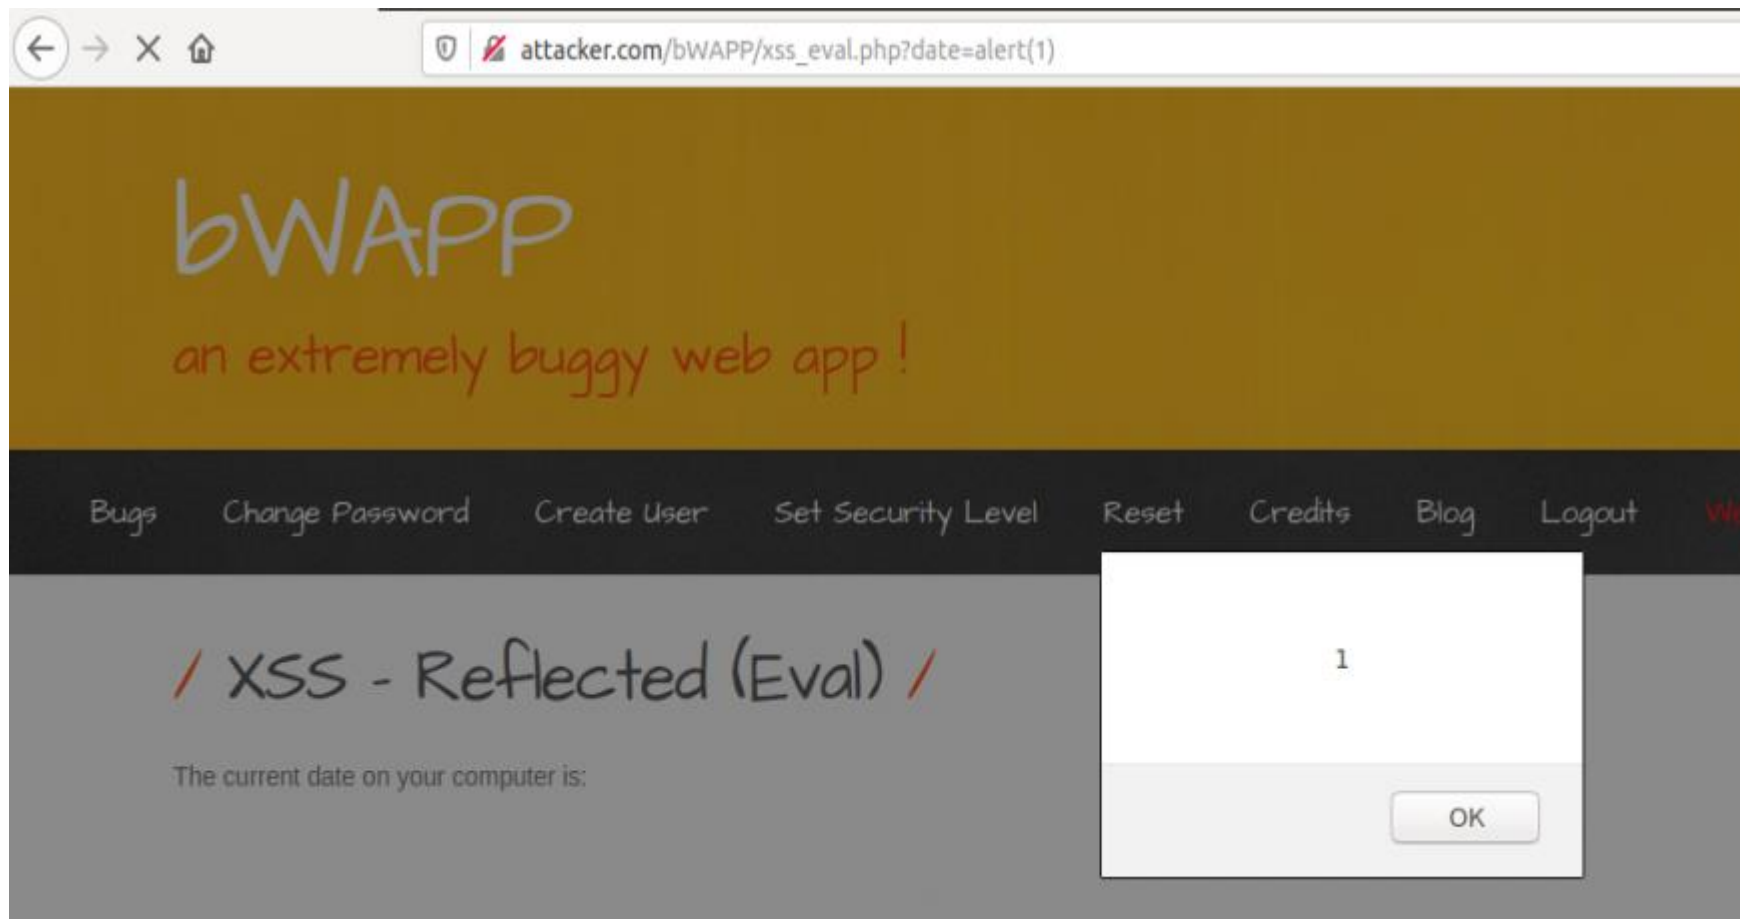 attacker.com/bWAPP/xss_eval.php?date=alert(1)
bWAPP
an extremely buggy web app !
Bugs Change Password Create User Set Security Level Reset Credits Blog Logout
/ XSS - Reflected (Eval) /
1
The current date on your computer is:
OK